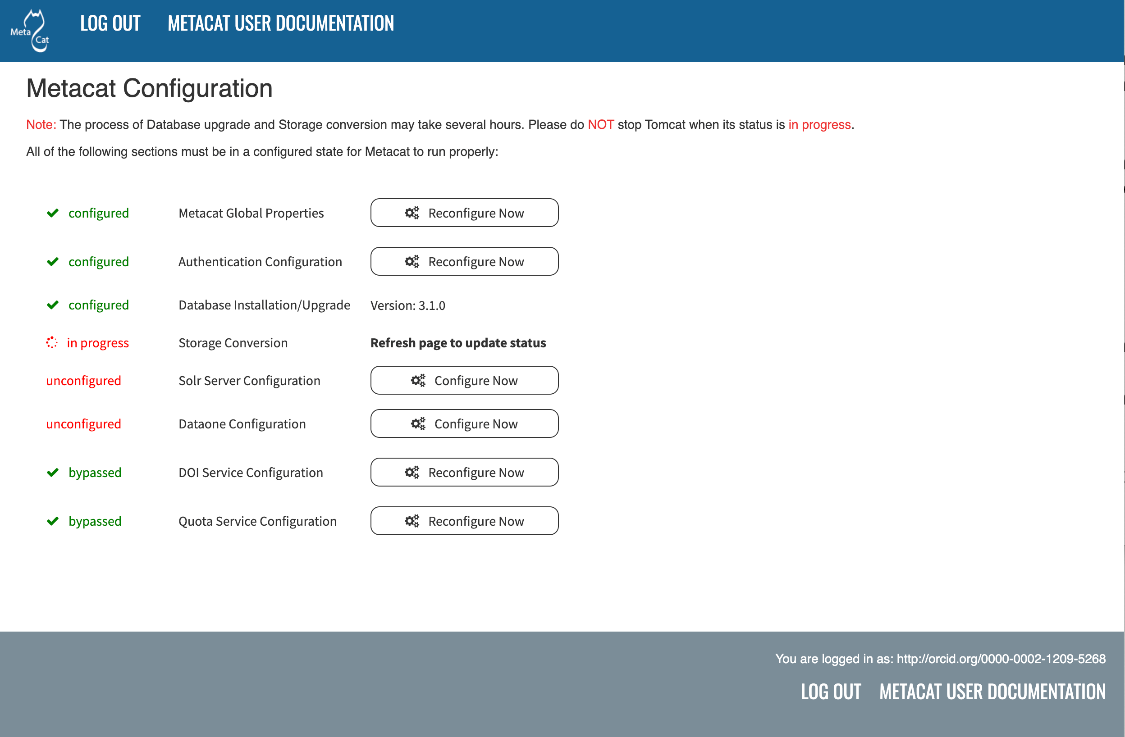 Meta Cat LOG OUT METACAT USER DOCUMENTATION
Metacat Configuration
Note: The process of Database upgrade and Storage conversion may take several hours. Please do NOT stop Tomcat when its status is in progress.
All of the following sections must be in a configured state for Metacat to run properly:
configured Metacat Global Properties Reconfigure Now
configured Authentication Configuration Reconfigure Now
configured Database Installation/Upgrade Version: 3.1.0
in progress Storage Conversion Refresh page to update status
unconfigured Solr Server Configuration Configure Now
unconfigured Dataone Configuration Configure Now
bypassed DOI Service Configuration Reconfigure Now
bypassed Quota Service Configuration Reconfigure Now
You are logged in as: http://orcid.org/0000-0002-1209-5268
LOG OUT METACAT USER DOCUMENTATION